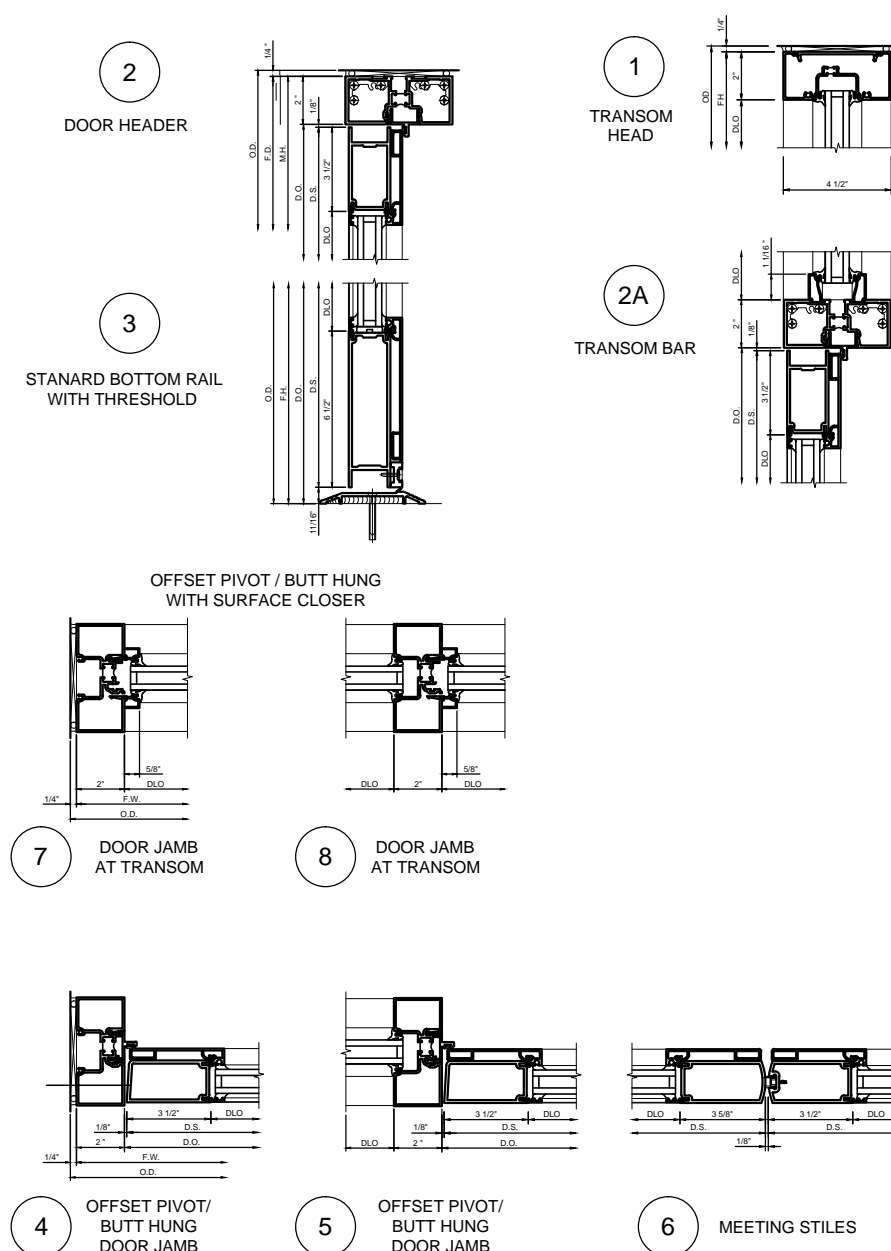 2
DOOR HEADER
1/4 "
O.D.
F.D.
M.H.
2 "
1/8"
D.O.
D.S.
3 1/2"
DLO
1
TRANSOM
HEAD
1/4"
OD
FH
2"
DLO
4 1/2"
3
STANARD BOTTOM RAIL
WITH THRESHOLD
O.D.
F.H.
D.O.
D.S.
DLO
6 1/2"
11/16"
2A
TRANSOM BAR
DLO
1 1/16 "
2 "
1/8"
D.O.
D.S.
3 1/2"
DLO
OFFSET PIVOT / BUTT HUNG
WITH SURFACE CLOSER
5/8"
2"
DLO
1/4"
F.W.
O.D.
7
DOOR JAMB
AT TRANSOM
5/8"
DLO
2"
DLO
8
DOOR JAMB
AT TRANSOM
3 1/2"
DLO
1/8"
D.S.
2 "
D.O.
1/4"
F.W.
O.D.
4
OFFSET PIVOT/
BUTT HUNG
DOOR JAMB
3 1/2"
DLO
1/8"
D.S.
DLO
2 "
D.O.
5
OFFSET PIVOT/
BUTT HUNG
DOOR JAMB
DLO
3 5/8"
3 1/2"
DLO
D.S.
D.S.
1/8"
6
MEETING STILES